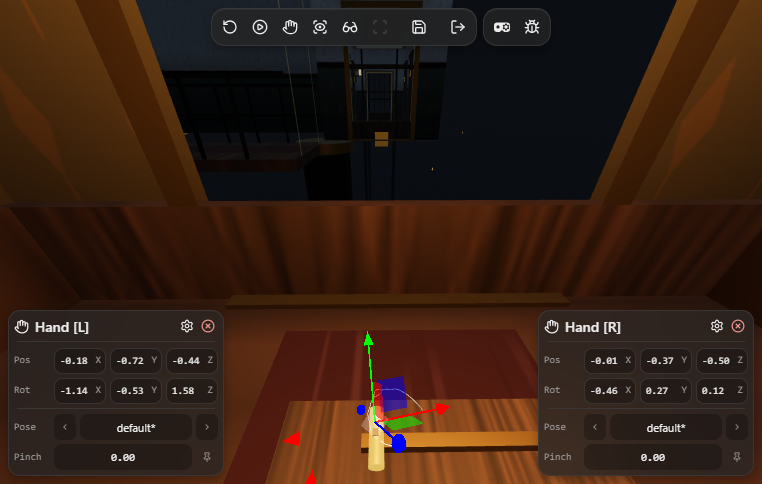 Hand [L]
Pos -0.18 X -0.72 Y -0.44 Z
Rot -1.14 X -0.53 Y 1.58 Z
Pose default*
Pinch 0.00
Hand [R]
Pos -0.01 X -0.37 Y -0.50 Z
Rot -0.46 X 0.27 Y 0.12 Z
Pose default*
Pinch 0.00